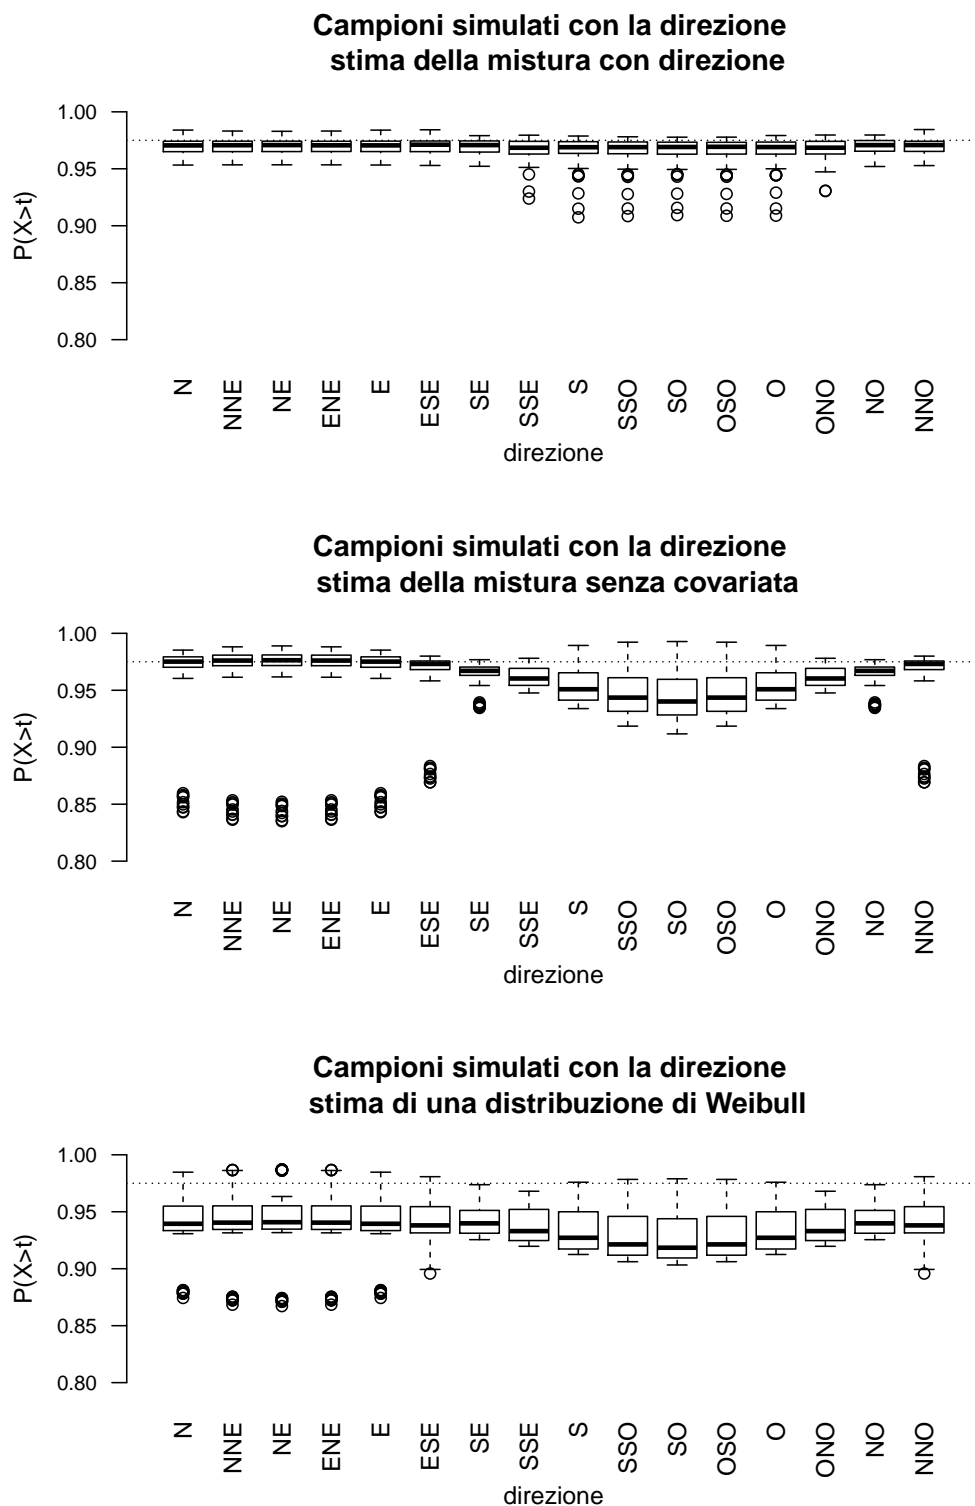 Campioni simulati con la direzione
stima della mistura con direzione
P(X>t)
1.00
0.95
0.90
0.85
0.80
N NNE NE ENE E ESE SE SSE S SSO SO OSO O ONO NO NNO
direzione
Campioni simulati con la direzione
stima della mistura senza covariata
P(X>t)
1.00
0.95
0.90
0.85
0.80
N NNE NE ENE E ESE SE SSE S SSO SO OSO O ONO NO NNO
direzione
Campioni simulati con la direzione
stima di una distribuzione di Weibull
P(X>t)
1.00
0.95
0.90
0.85
0.80
N NNE NE ENE E ESE SE SSE S SSO SO OSO O ONO NO NNO
direzione